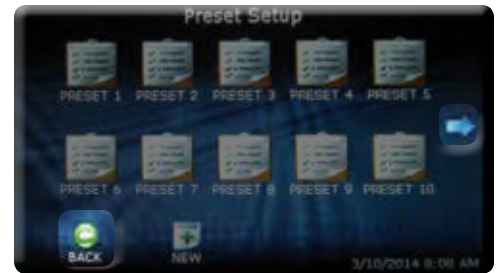 Preset Setup
PRESET 1 PRESET 2 PRESET 3 PRESET 4 PRESET 5
PRESET 6 PRESET 7 PRESET 8 PRESET 9 PRESET 10
BACK NEW
3/10/2014 8:08 AM